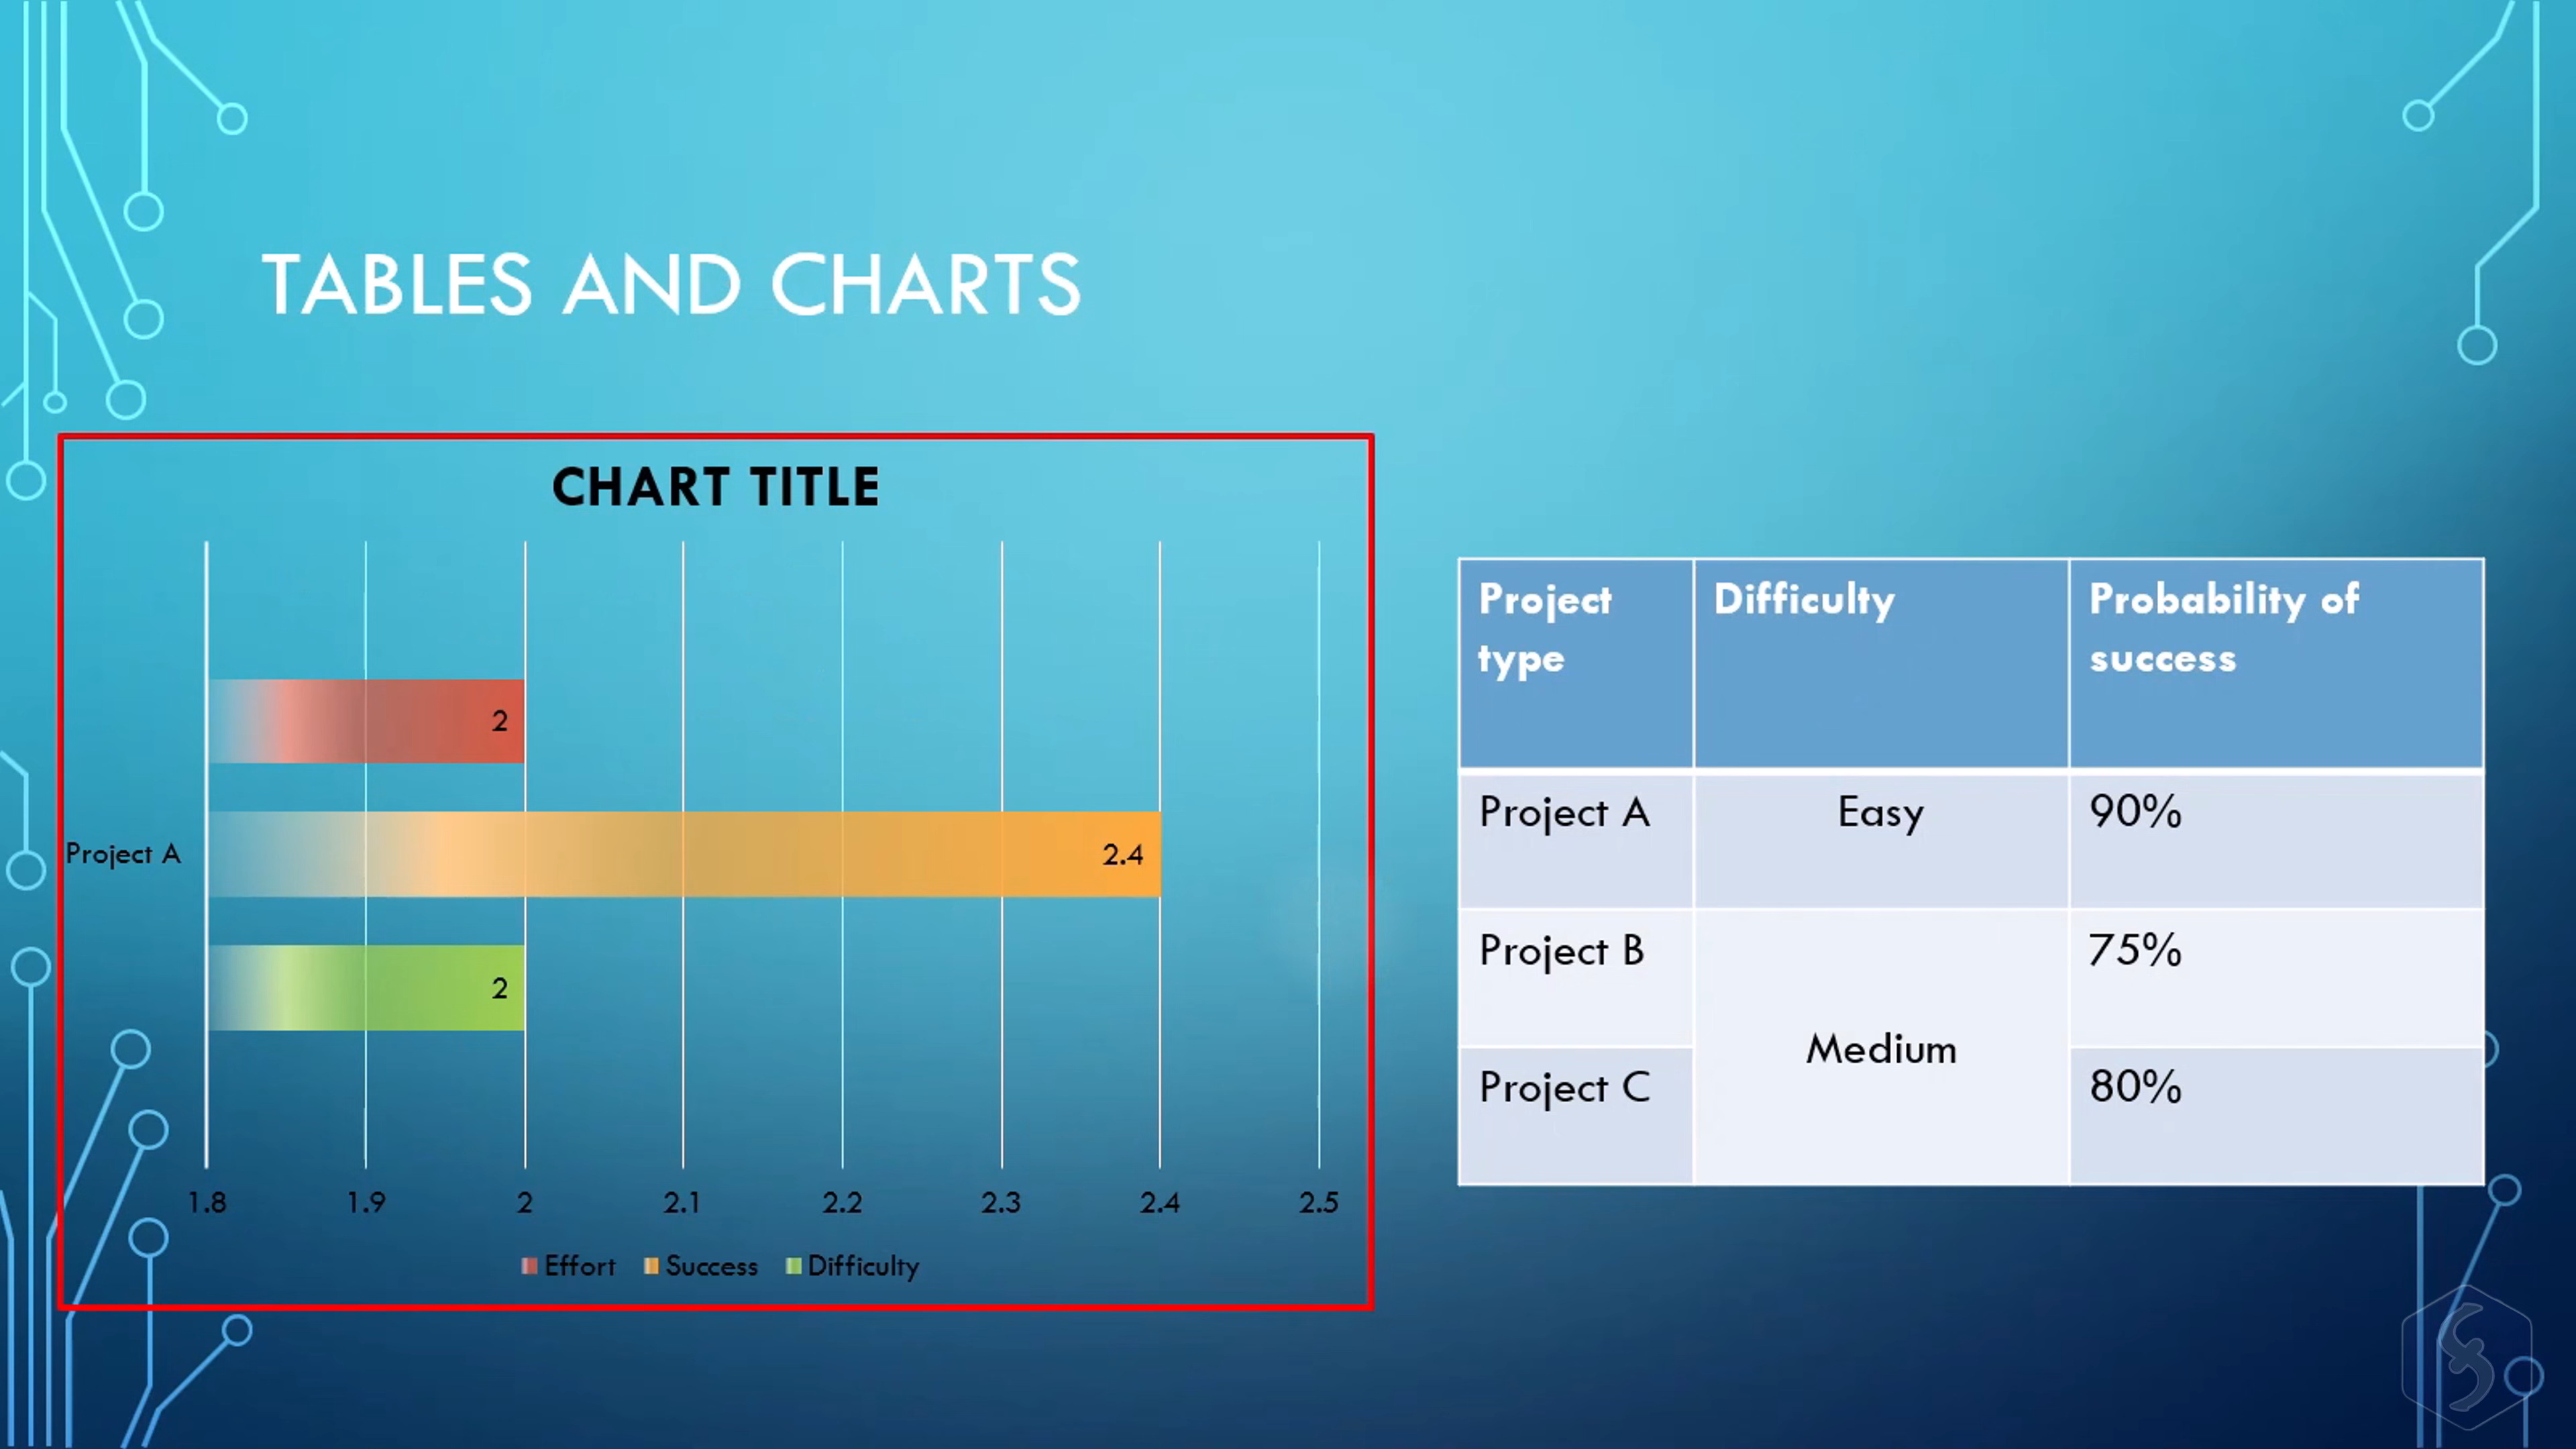 TABLES AND CHARTS
CHART TITLE
2
Project A
2.4
2
1.8 1.9 2 2.1 2.2 2.3 2.4 2.5
Effort Success Difficulty
Project type
Difficulty
Probability of success
Project A
Easy
90%
Project B
75%
Medium
Project C
80%